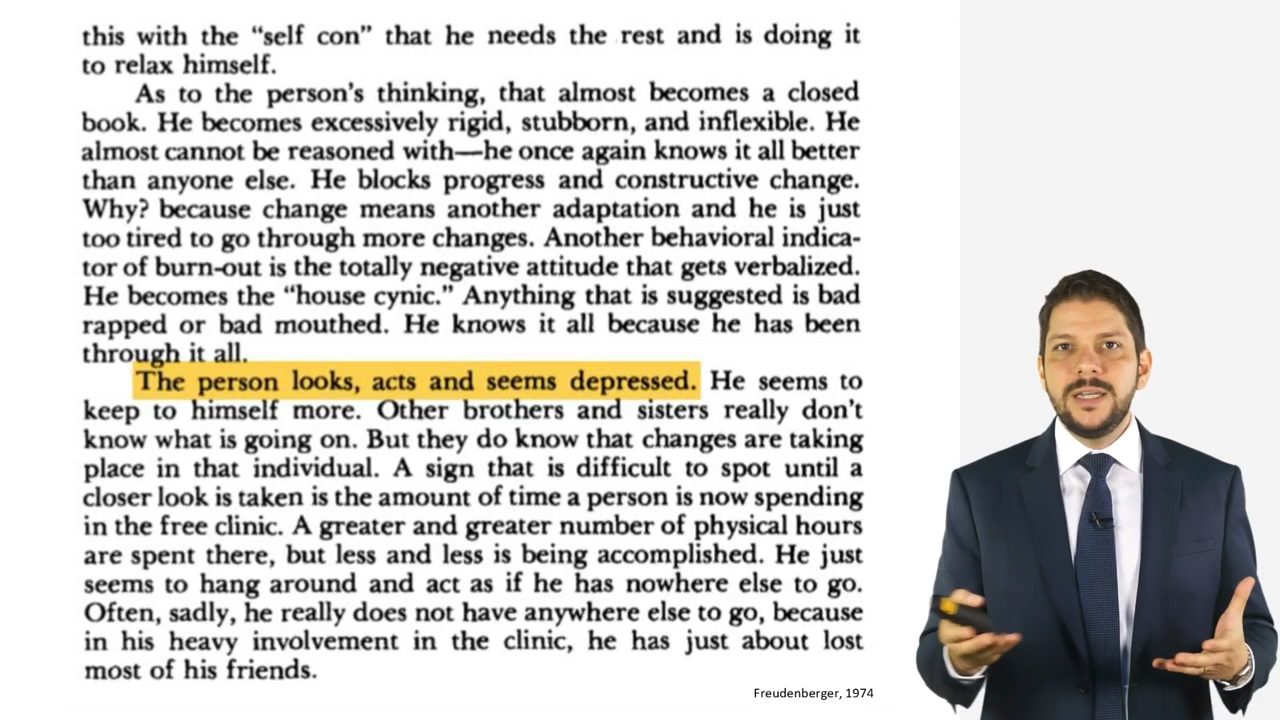 this with the “self con” that he needs the rest and is doing it
to relax himself.
As to the person’s thinking, that almost becomes a closed
book. He becomes excessively rigid, stubborn, and inflexible. He
almost cannot be reasoned with—he once again knows it all better
than anyone else. He blocks progress and constructive change.
Why? because change means another adaptation and he is just
too tired to go through more changes. Another behavioral indica-
tor of burn-out is the totally negative attitude that gets verbalized.
He becomes the “house cynic.” Anything that is suggested is bad
rapped or bad mouthed. He knows it all because he has been
through it all.
The person looks, acts and seems depressed. He seems to
keep to himself more. Other brothers and sisters really don’t
know what is going on. But they do know that changes are taking
place in that individual. A sign that is difficult to spot until a
closer look is taken is the amount of time a person is now spending
in the free clinic. A greater and greater number of physical hours
are spent there, but less and less is being accomplished. He just
seems to hang around and act as if he has nowhere else to go.
Often, sadly, he really does not have anywhere else to go, because
in his heavy involvement in the clinic, he has just about lost
most of his friends.
Freudenberger, 1974